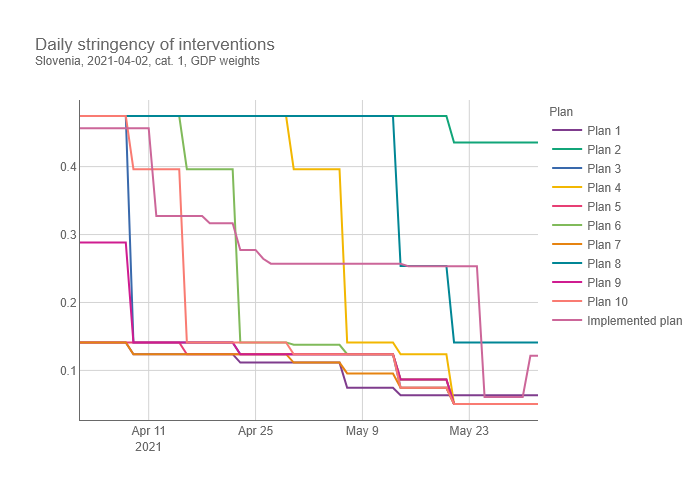 Daily stringency of interventions
Slovenia, 2021-04-02, cat. 1, GDP weights
Plan
Plan 1
Plan 2
Plan 3
Plan 4
Plan 5
Plan 6
Plan 7
Plan 8
Plan 9
Plan 10
Implemented plan
0.4
0.3
0.2
0.1
Apr 11
2021
Apr 25
May 9
May 23